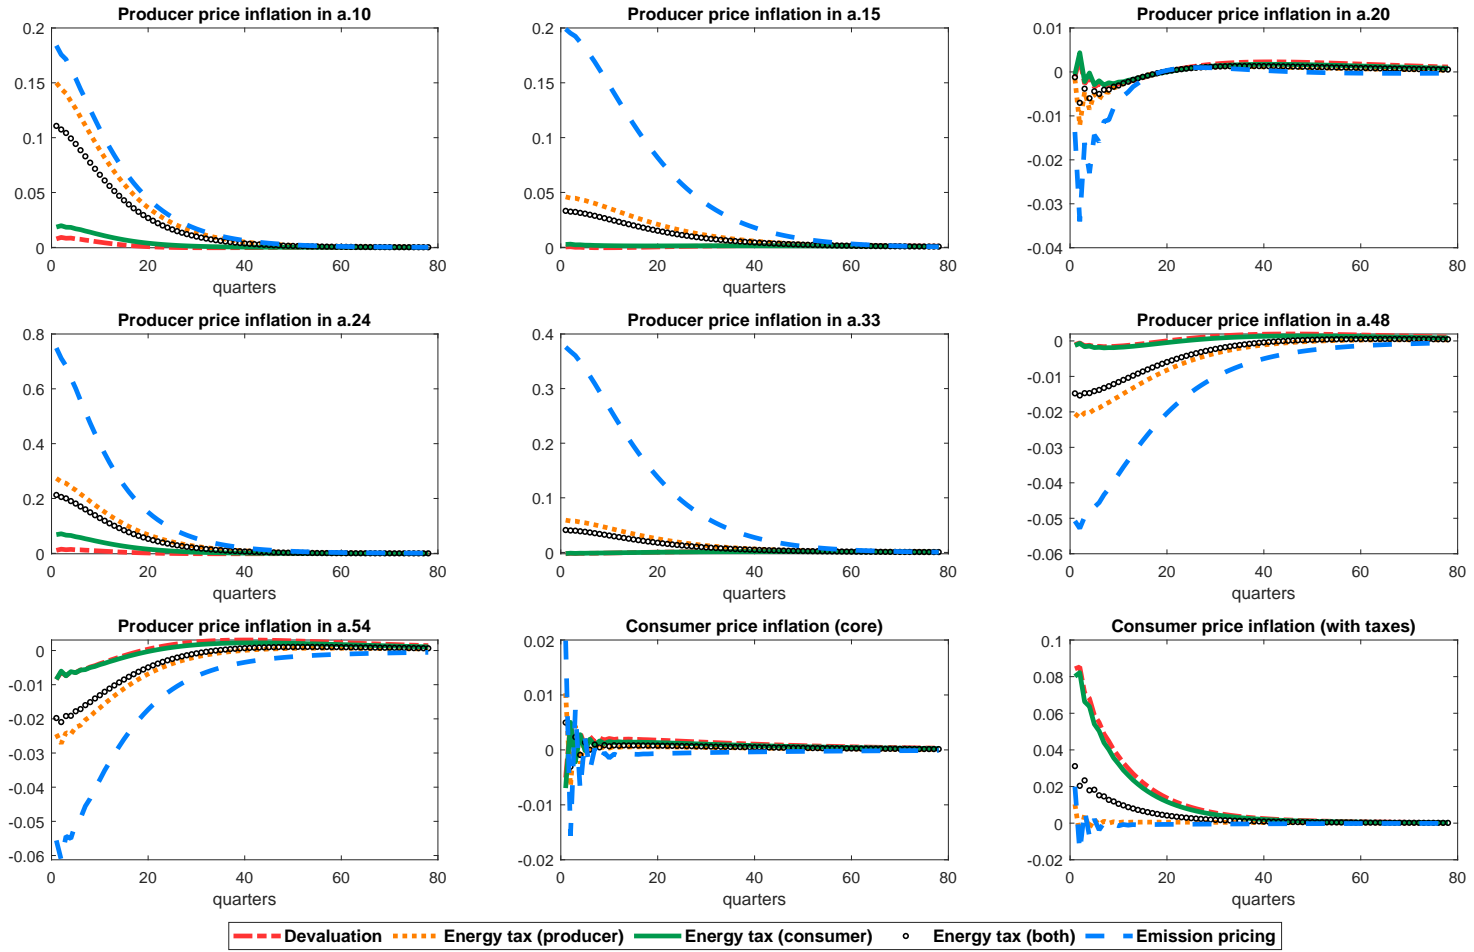 Producer price inflation in a.10
0.2
0.15
0.1
0.05
0
0 20 40 60 80
quarters
Producer price inflation in a.15
0.2
0.15
0.1
0.05
0
0 20 40 60 80
quarters
Producer price inflation in a.20
0.01
0
-0.01
-0.02
-0.03
-0.04
0 20 40 60 80
quarters
Producer price inflation in a.24
0.8
0.6
0.4
0.2
0
0 20 40 60 80
quarters
Producer price inflation in a.33
0.4
0.3
0.2
0.1
0
0 20 40 60 80
quarters
Producer price inflation in a.48
0
-0.01
-0.02
-0.03
-0.04
-0.05
-0.06
0 20 40 60 80
quarters
Producer price inflation in a.54
0
-0.01
-0.02
-0.03
-0.04
-0.05
-0.06
0 20 40 60 80
quarters
Consumer price inflation (core)
0.02
0.01
0
-0.01
-0.02
0 20 40 60 80
quarters
Consumer price inflation (with taxes)
0.1
0.08
0.06
0.04
0.02
0
-0.02
0 20 40 60 80
quarters
Devaluation Energy tax (producer) Energy tax (consumer) Energy tax (both) Emission pricing